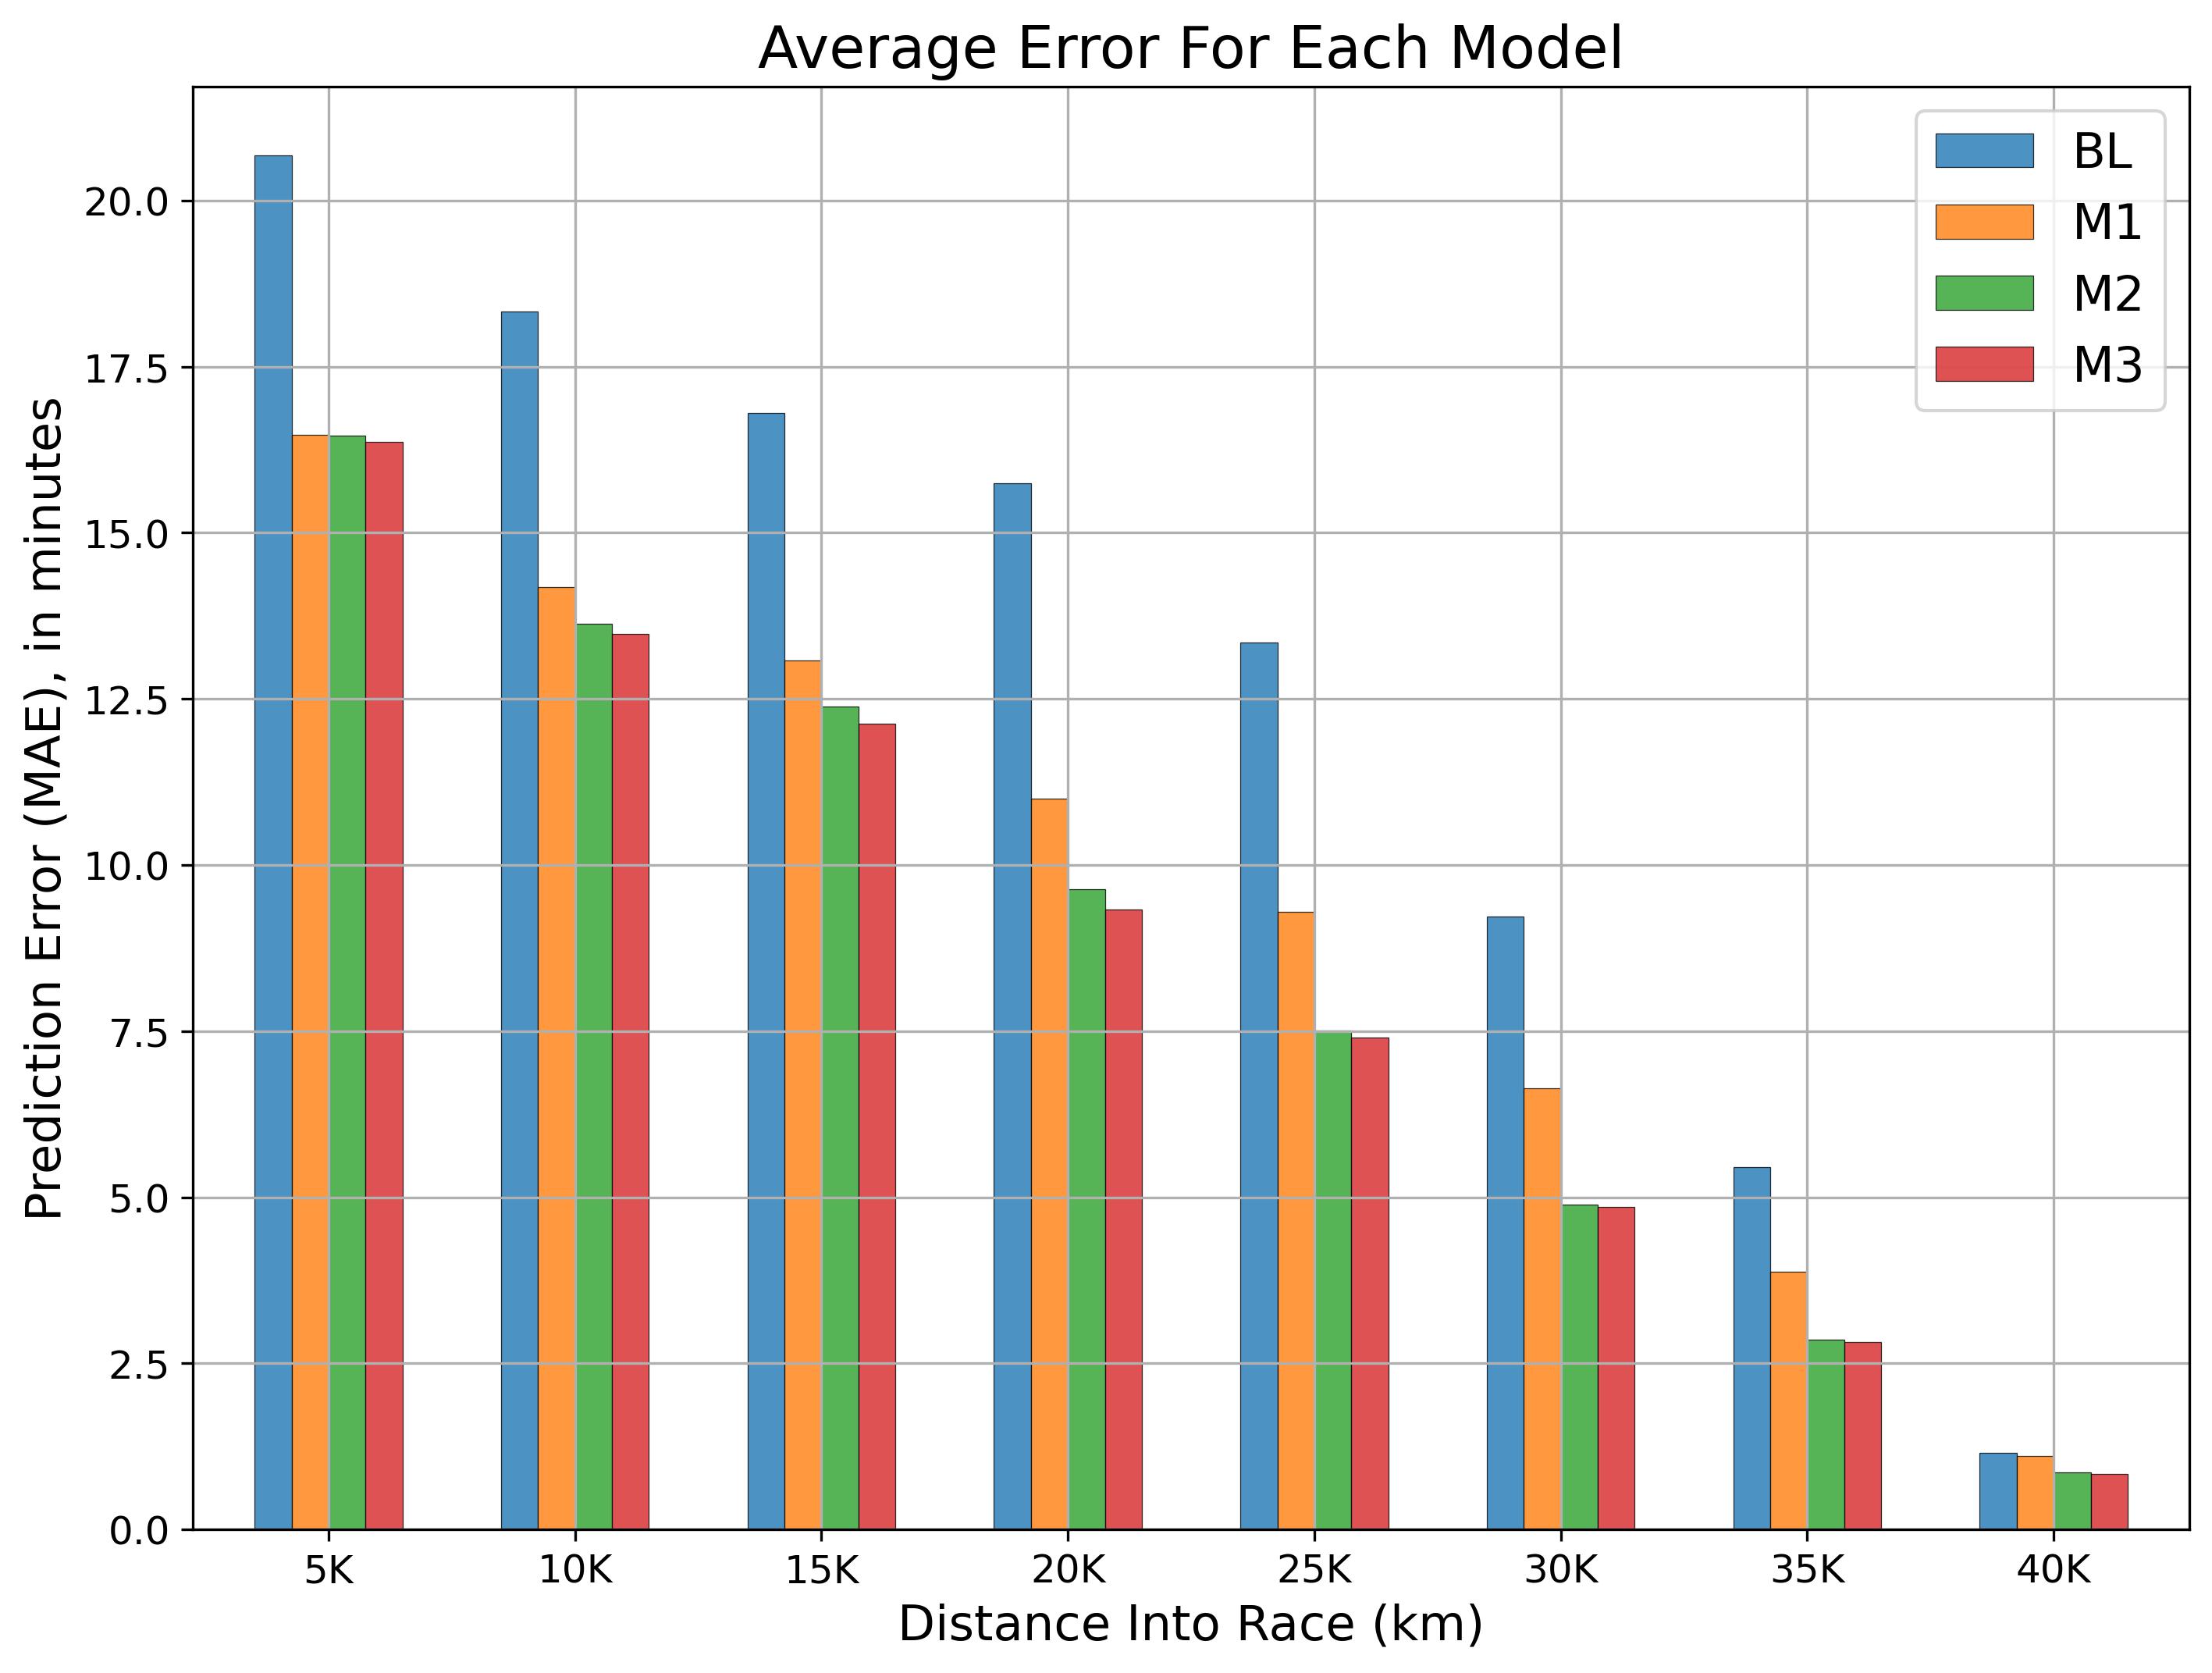 Average Error For Each Model
BL
M1
M2
M3
Prediction Error (MAE), in minutes
20.0
17.5
15.0
12.5
10.0
7.5
5.0
2.5
0.0
5K 10K 15K 20K 25K 30K 35K 40K
Distance Into Race (km)